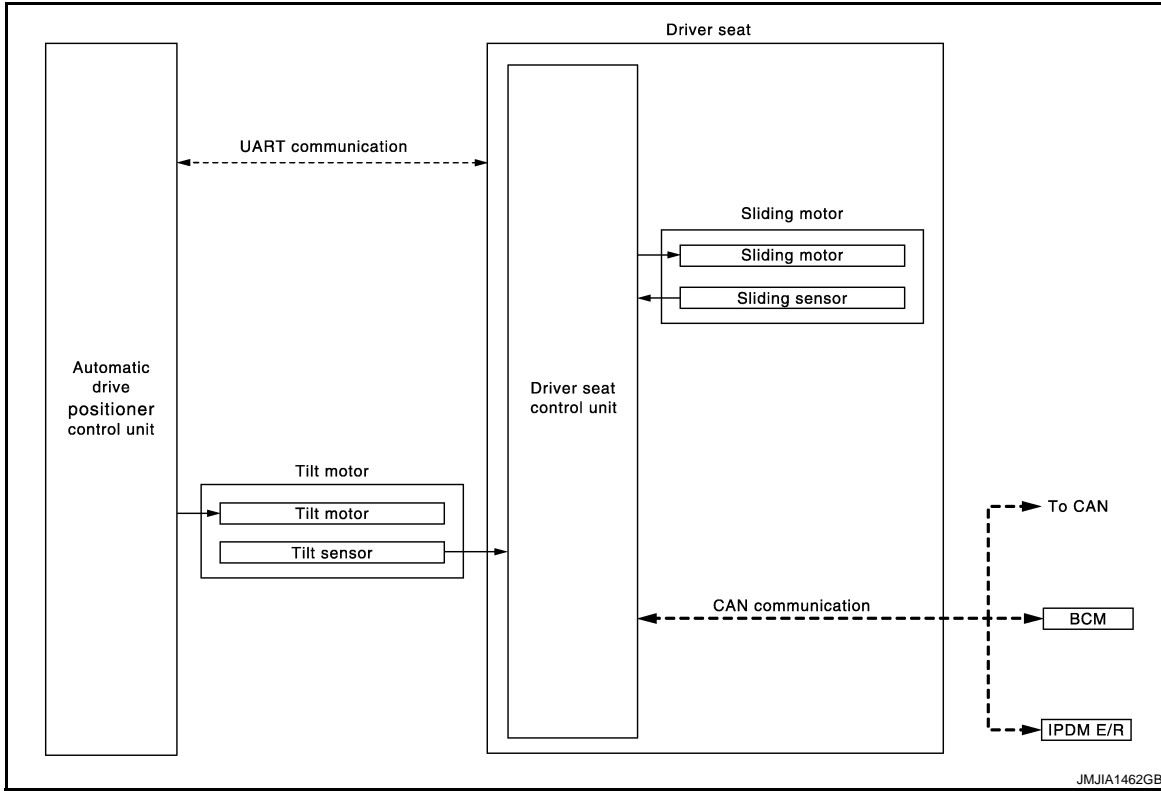 Driver seat
UART communication
Sliding motor
Sliding motor
Sliding sensor
Automatic
drive
positioner
control unit
Driver seat
control unit
Tilt motor
Tilt motor
Tilt sensor
To CAN
CAN communication
BCM
IPDM E/R
JMJIA1462GB